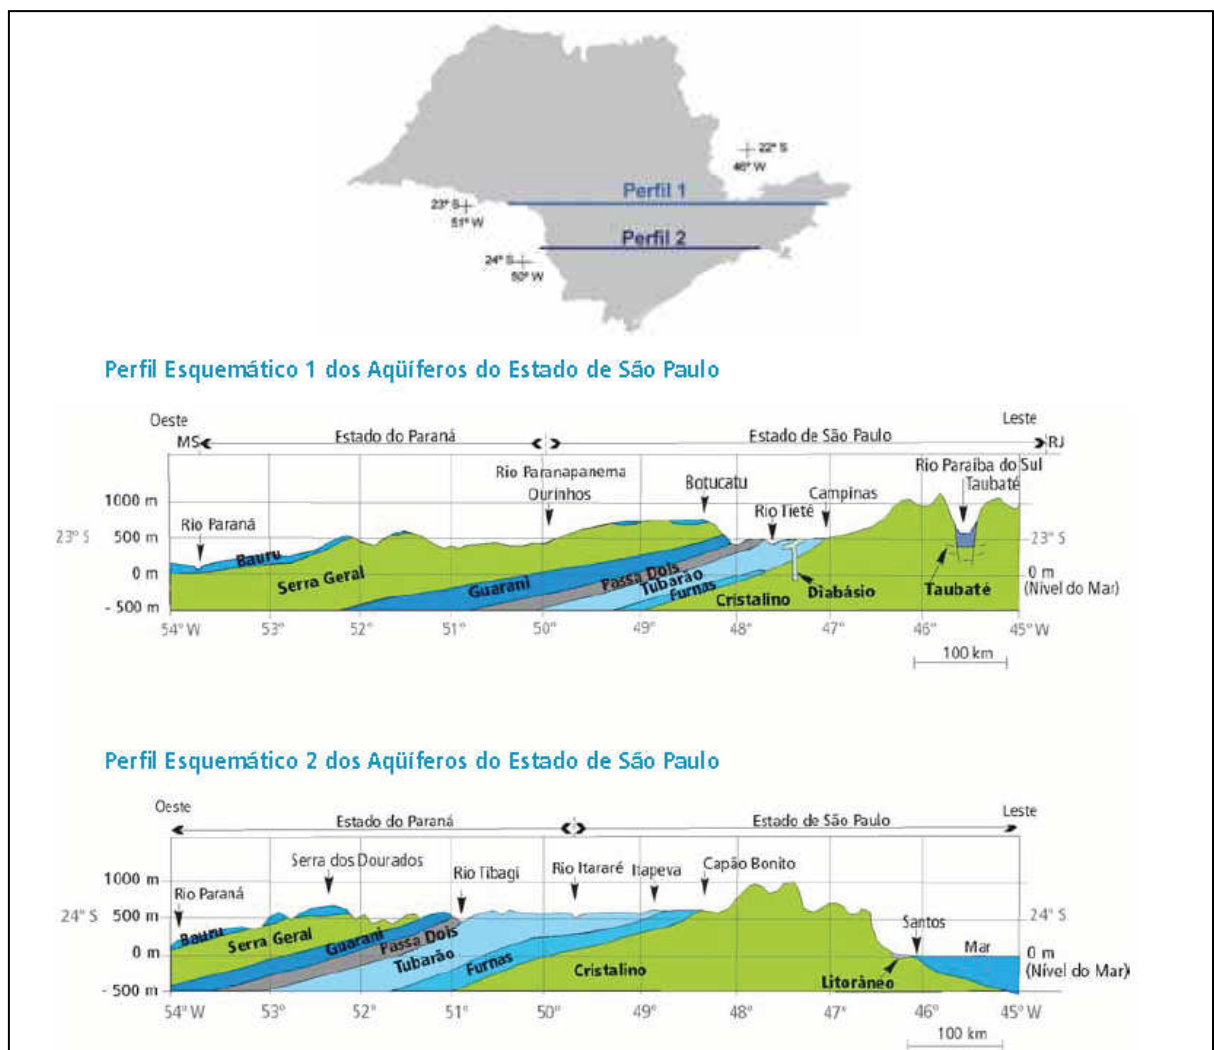 22° S
46° W
Perfil 1
23° S
51° W
Perfil 2
24° S
50° W
Perfil Esquemático 1 dos Aqüíferos do Estado de São Paulo
Oeste
Leste
MS
Estado do Paraná
Estado de São Paulo
RJ
Rio Paranapanema
Ourinhos
Botucatu
Rio Paraíba do Sul
Taubaté
Campinas
Rio Tietê
Rio Paraná
1000 m
23° S
500 m
0 m
- 500 m
Bauru
Serra Geral
Guarani
Passa Dois
Tubarão
Furnas
Cristalino
Diabásio
Taubaté
23° S
0 m
(Nível do Mar)
54° W
53°
52°
51°
50°
49°
48°
47°
46°
45° W
100 km
Perfil Esquemático 2 dos Aqüíferos do Estado de São Paulo
Oeste
Leste
Estado do Paraná
Estado de São Paulo
Serra dos Dourados
Rio Tibagi
Rio Itararé
Itapeva
Capão Bonito
Rio Paraná
1000 m
24° S
500 m
0 m
- 500 m
Bauru
Serra Geral
Guarani
Passa Dois
Tubarão
Furnas
Cristalino
Santos
Litorâneo
Mar
24° S
0 m
(Nível do Mar)
54° W
53°
52°
51°
50°
49°
48°
47°
46°
45° W
100 km